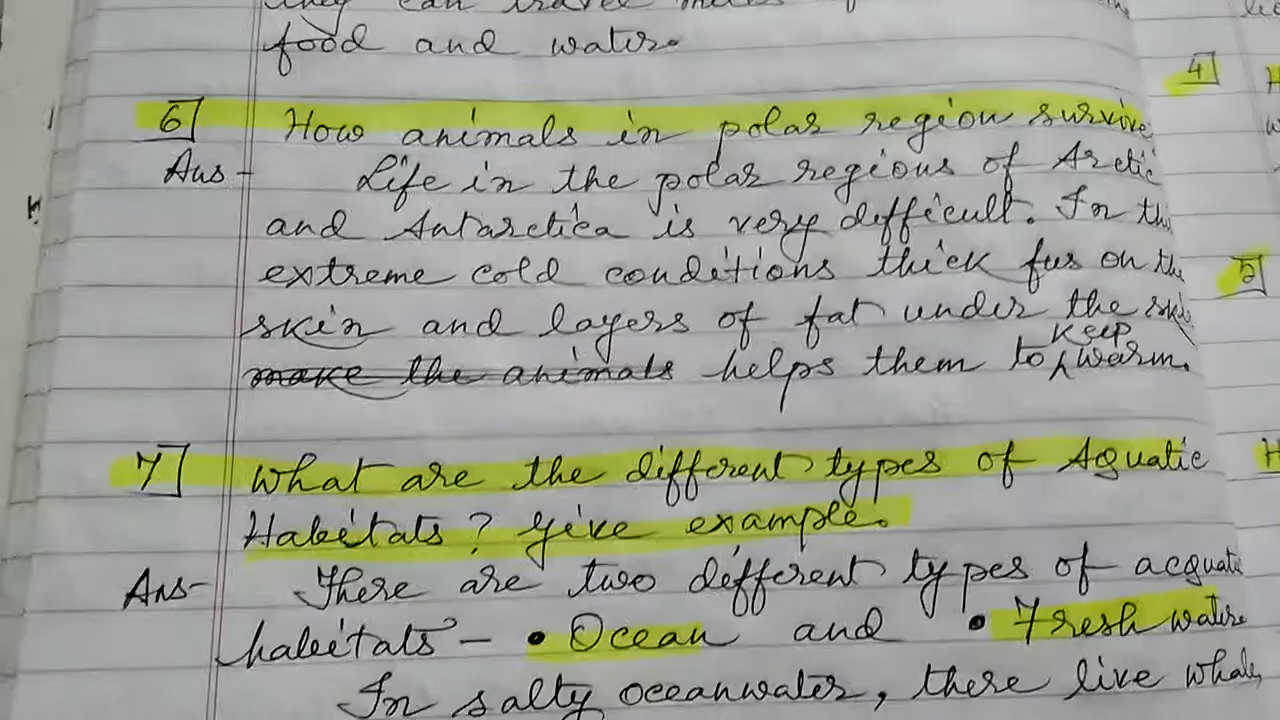 they can travel
food and water.
6] How animals in polar region survive
Ans - Life in the polar regions of Arctic
and Antarctica is very difficult. In the
extreme cold conditions thick fur on the
skin and layers of fat under the skin
make the animals helps them to keep warm.
7] What are the different types of Aquatic
Habitats? Give example.
Ans - There are two different types of acquatic
habitats - • Ocean and • Fresh water
In salty oceanwater, there live whale,
4]
5]